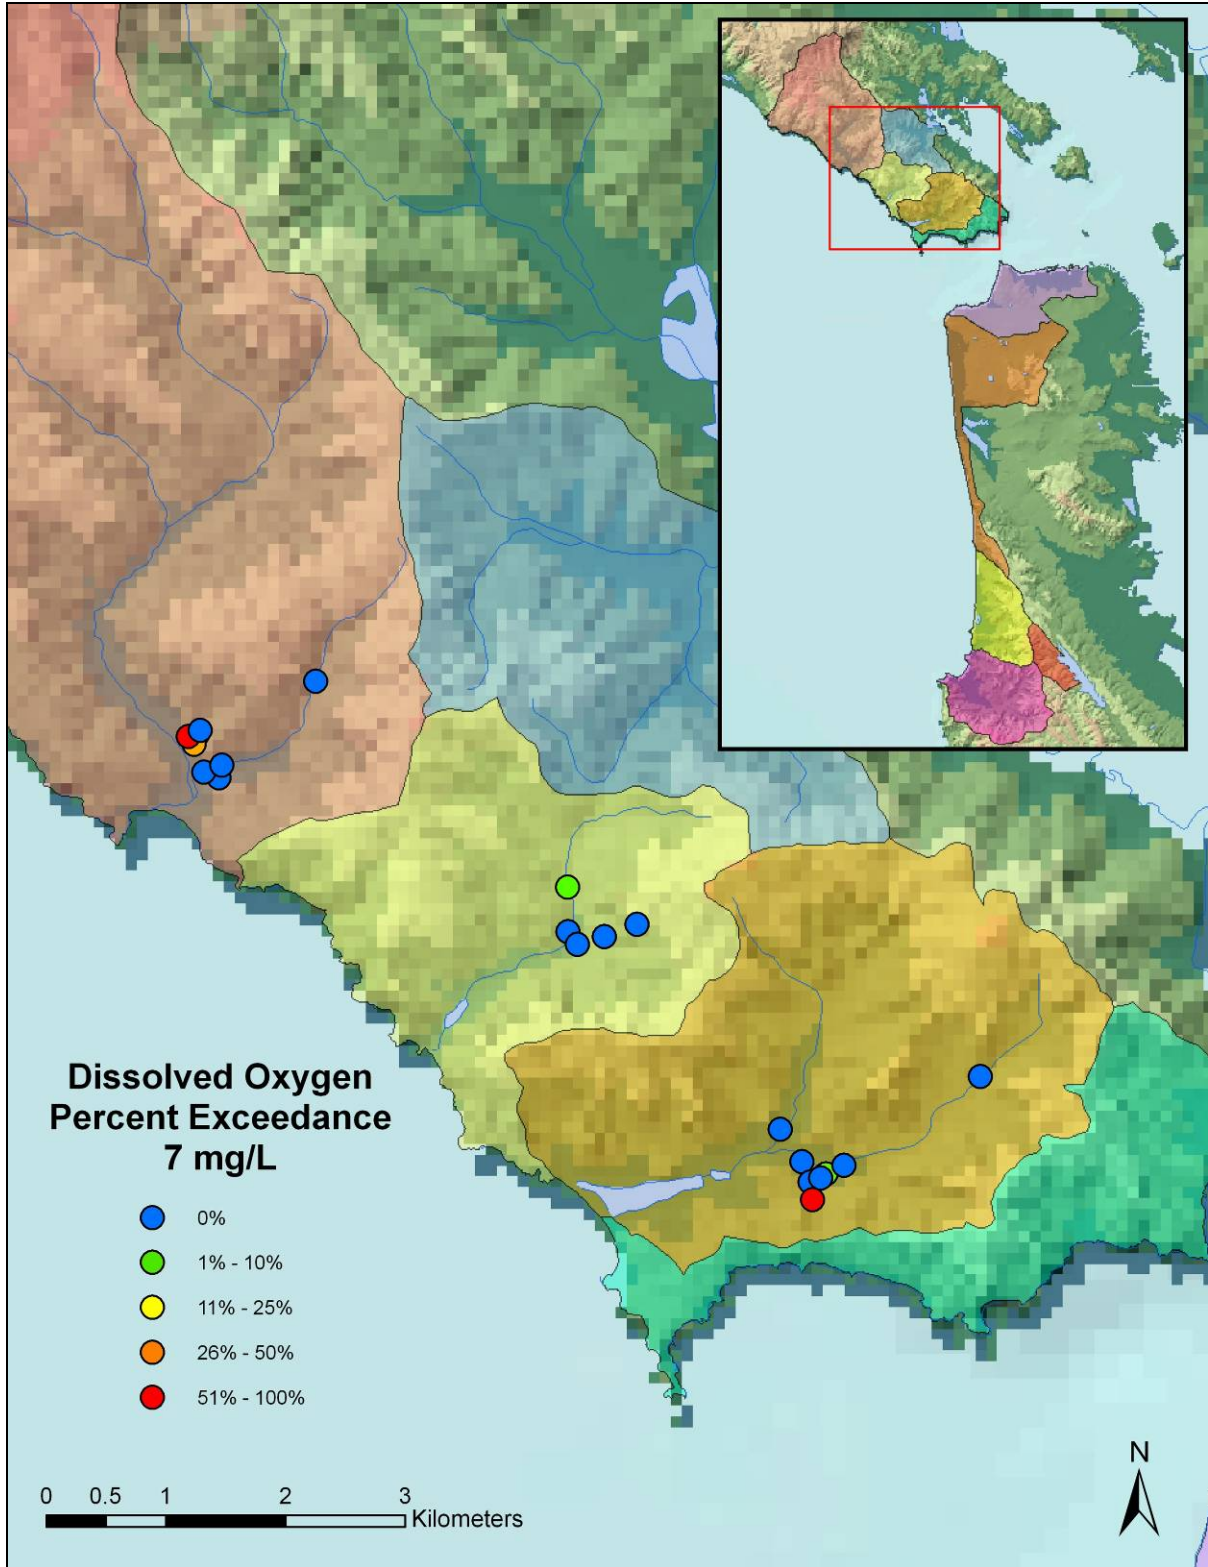 Dissolved Oxygen
Percent Exceedance
7 mg/L
0%
1% - 10%
11% - 25%
26% - 50%
51% - 100%
0 0.5 1 2 3
Kilometers
N